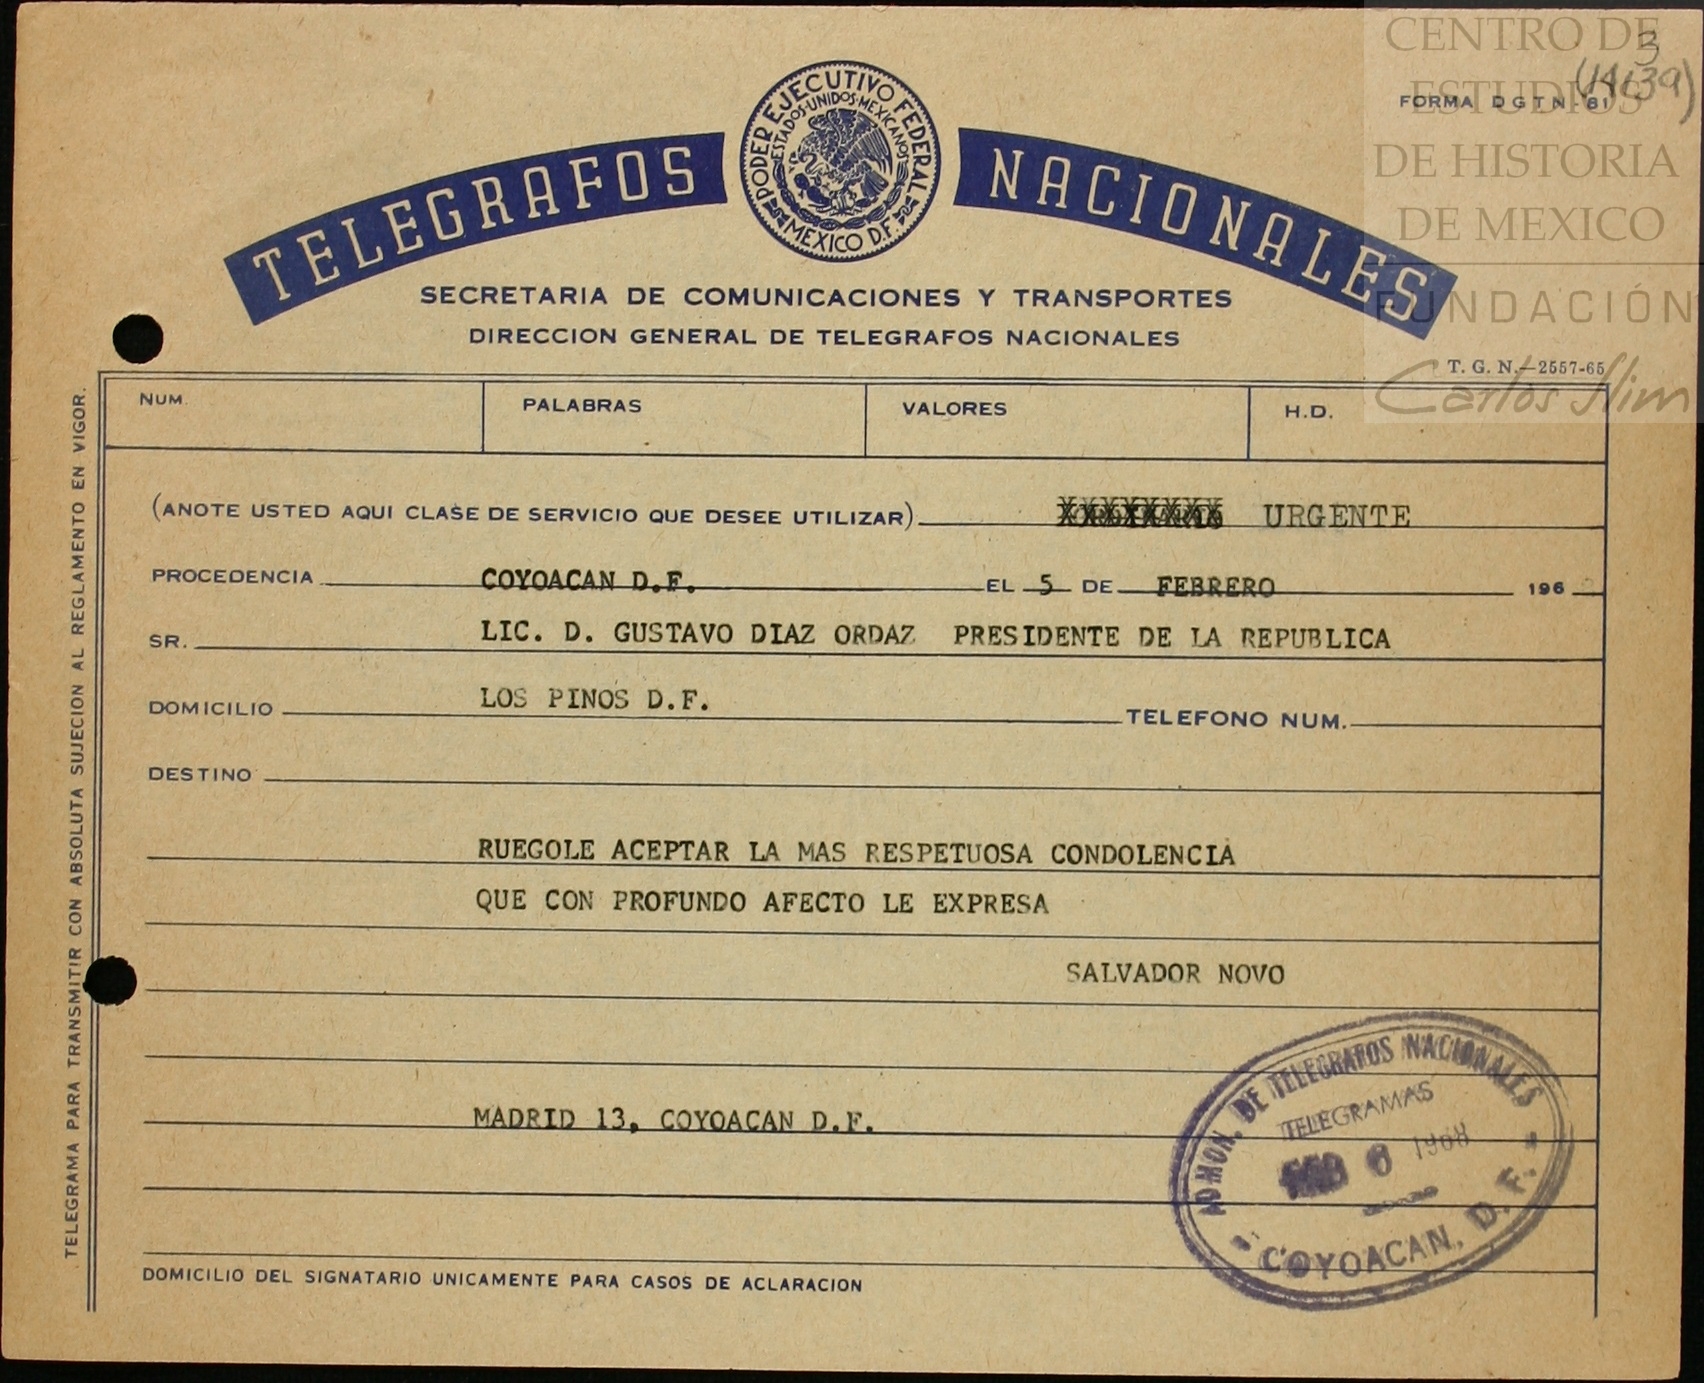 CENTRO DE
ESTUDIOS
DE HISTORIA
DE MEXICO
FUNDACIÓN
Carlos Slim
3
FORMA DGTN-81
PODER EJECUTIVO FEDERAL
ESTADOS·UNIDOS·MEXICANOS
MEXICO D.F.
TELEGRAFOS NACIONALES
SECRETARIA DE COMUNICACIONES Y TRANSPORTES
DIRECCION GENERAL DE TELEGRAFOS NACIONALES
T. G. N.—2557-65
NUM. PALABRAS VALORES H.D.
(ANOTE USTED AQUI CLASE DE SERVICIO QUE DESEE UTILIZAR) XXXXXXXX URGENTE
PROCEDENCIA COYOACAN D.F. EL 5 DE FEBRERO 196
SR. LIC. D. GUSTAVO DIAZ ORDAZ PRESIDENTE DE LA REPUBLICA
DOMICILIO LOS PINOS D.F. TELEFONO NUM.
DESTINO
RUEGOLE ACEPTAR LA MAS RESPETUOSA CONDOLENCIA
QUE CON PROFUNDO AFECTO LE EXPRESA
SALVADOR NOVO
MADRID 13, COYOACAN D.F.
ADMON. DE TELEGRAFOS NACIONALES
TELEGRAMAS
6 1968
COYOACAN, D. F.
DOMICILIO DEL SIGNATARIO UNICAMENTE PARA CASOS DE ACLARACION
TELEGRAMA PARA TRANSMITIR CON ABSOLUTA SUJECION AL REGLAMENTO EN VIGOR.